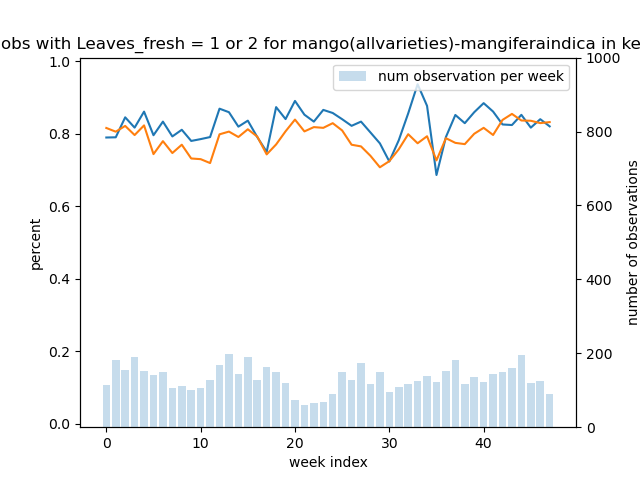 obs with Leaves_fresh = 1 or 2 for mango(allvarieties)-mangiferaindica in ke
num observation per week
1.0
0.8
0.6
0.4
0.2
0.0
percent
1000
800
600
400
200
0
number of observations
0 10 20 30 40
week index